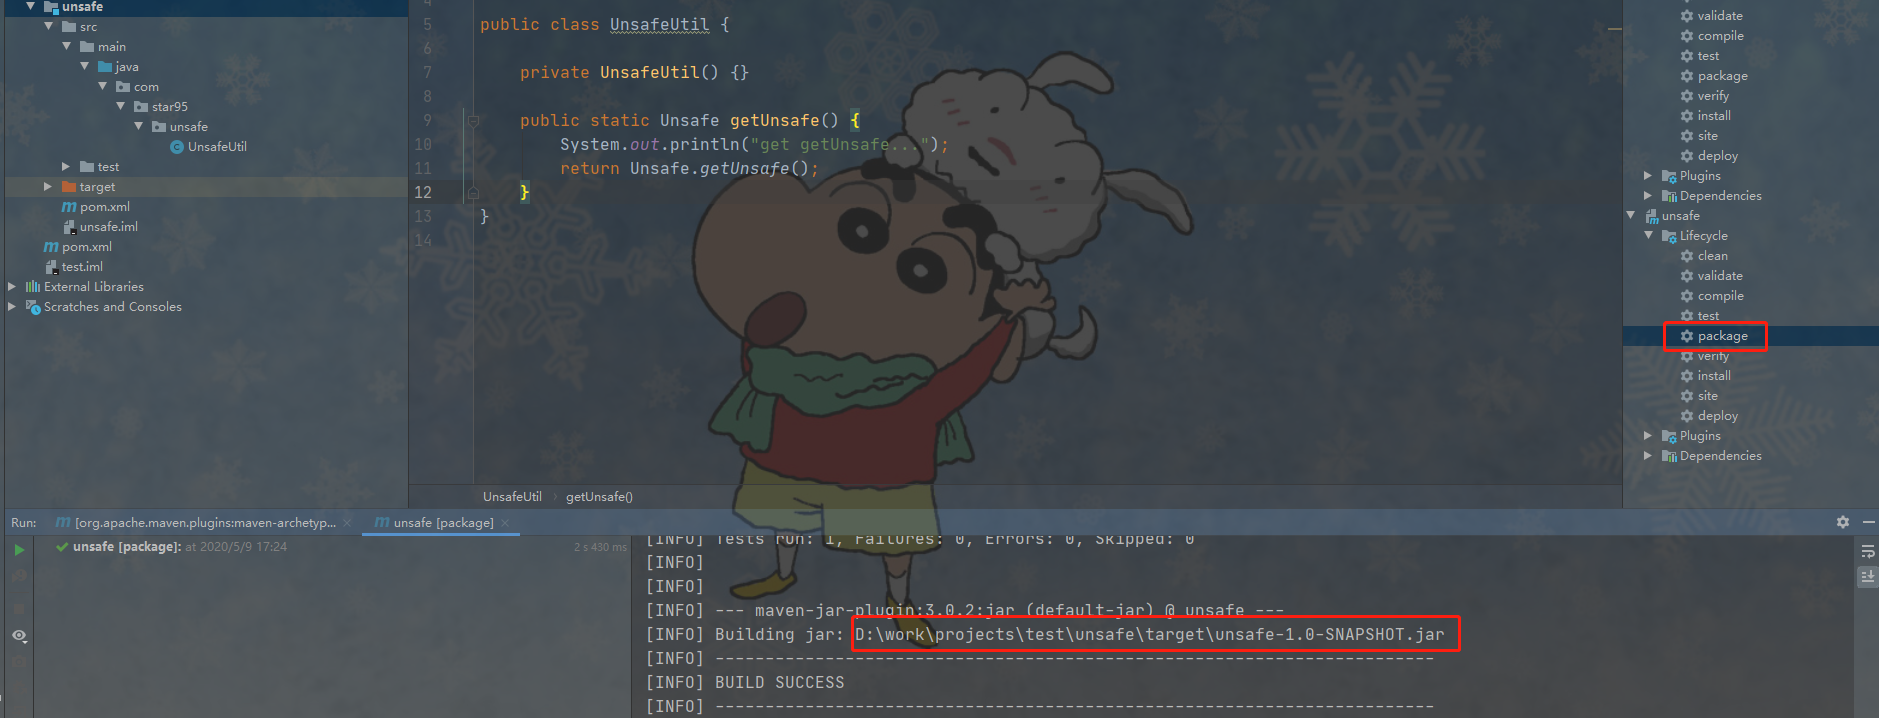 unsafe
src
main
java
com
star95
unsafe
UnsafeUtil
test
target
pom.xml
unsafe.iml
pom.xml
test.iml
External Libraries
Scratches and Consoles
4
5 public class UnsafeUtil {
6
7 private UnsafeUtil() {}
8
9 public static Unsafe getUnsafe() {
10 System.out.println("get getUnsafe...");
11 return Unsafe.getUnsafe();
12 }
13 }
14
UnsafeUtil getUnsafe()
validate
compile
test
package
verify
install
site
deploy
Plugins
Dependencies
unsafe
Lifecycle
clean
validate
compile
test
package
verify
install
site
deploy
Plugins
Dependencies
Run: [org.apache.maven.plugins:maven-archetyp... unsafe [package]
unsafe [package]: at 2020/5/9 17:24 2 s 430 ms
[INFO] Tests run: 1, Failures: 0, Errors: 0, Skipped: 0
[INFO]
[INFO]
[INFO] --- maven-jar-plugin:3.0.2:jar (default-jar) @ unsafe ---
[INFO] Building jar: D:\work\projects\test\unsafe\target\unsafe-1.0-SNAPSHOT.jar
[INFO] ------------------------------------------------------------------------
[INFO] BUILD SUCCESS
[INFO] ------------------------------------------------------------------------